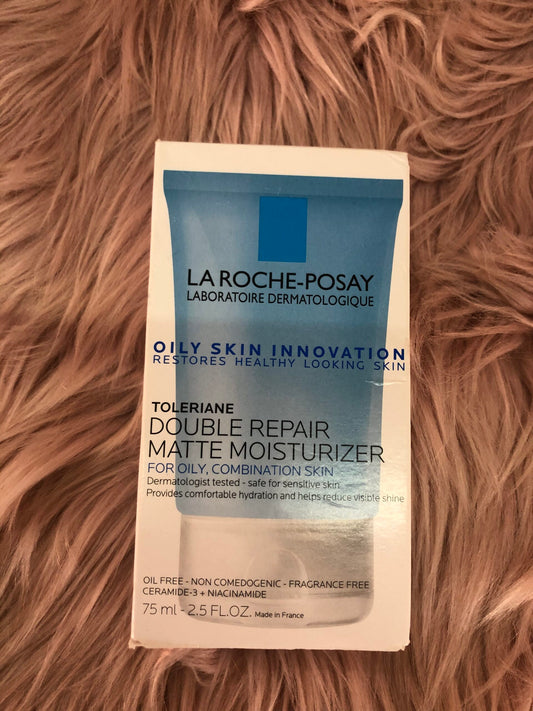 LA ROCHE-POSAY
LABORATOIRE DERMATOLOGIQUE
OILY SKIN INNOVATION
RESTORES HEALTHY LOOKING SKIN
TOLERIANE
DOUBLE REPAIR
MATTE MOISTURIZER
FOR OILY, COMBINATION SKIN
Dermatologist tested - safe for sensitive skin
Provides comfortable hydration and helps reduce visible shine
OIL FREE - NON COMEDOGENIC - FRAGRANCE FREE
CERAMIDE-3 + NIACINAMIDE
75 ml - 2.5 FL.OZ. Made in France